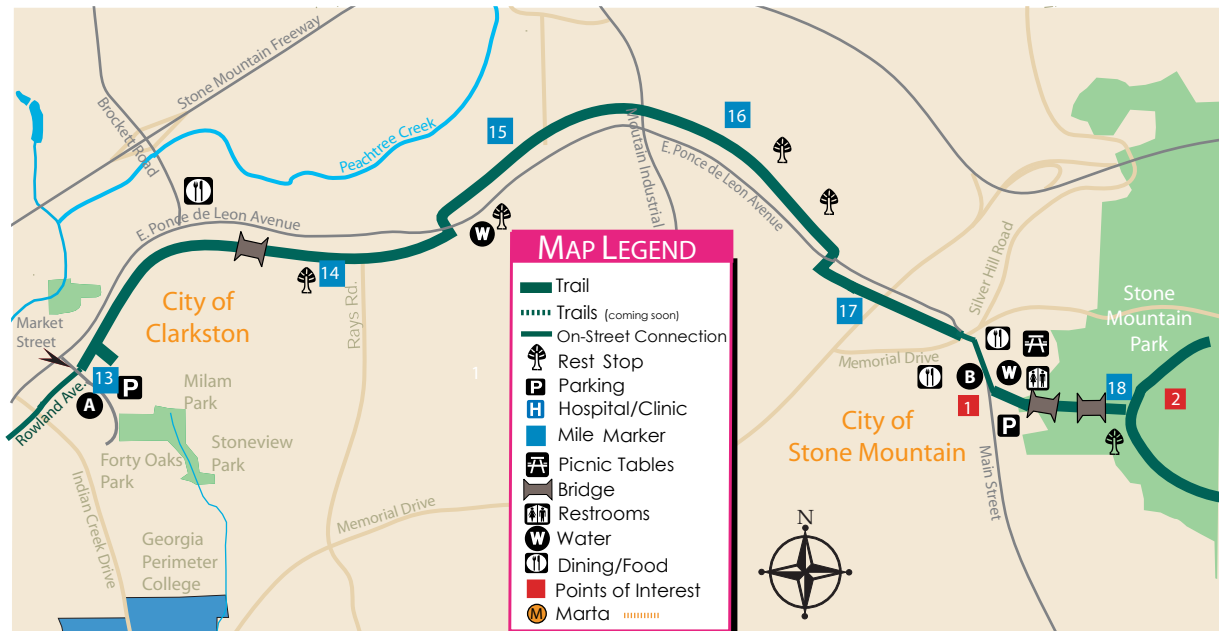 Stone Mountain Freeway
Brockett Road
Peachtree Creek
15
16
Moutain Industrial
E. Ponce de Leon Avenue
E. Ponce de Leon Avenue
W
14
City of
Clarkston
Rays Rd.
Market
Street
13
P
A
Rowland Ave.
Milam
Park
Stoneview
Park
Forty Oaks
Park
Indian Creek Drive
Memorial Drive
Georgia
Perimeter
College
1
MAP LEGEND
Trail
Trails (coming soon)
On-Street Connection
Rest Stop
P Parking
H Hospital/Clinic
Mile Marker
Picnic Tables
Bridge
Restrooms
W Water
Dining/Food
Points of Interest
M Marta
Silver Hill Road
17
Memorial Drive
Stone
Mountain
Park
B
W
1
18
2
P
City of
Stone Mountain
Main Street
N